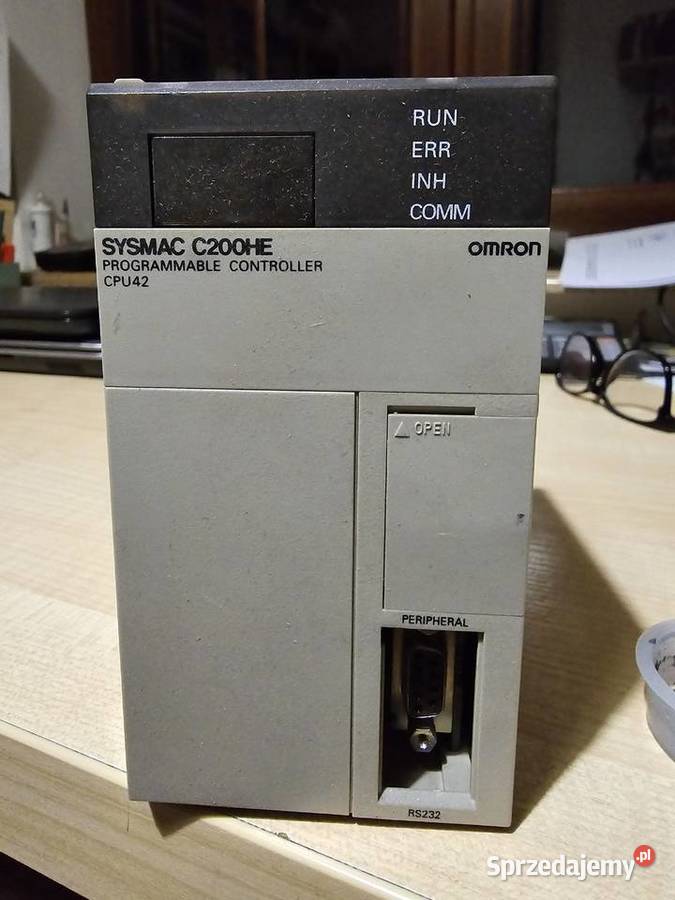 RUN
ERR
INH
COMM
SYSMAC C200HE
OMRON
PROGRAMMABLE CONTROLLER
CPU42
OPEN
PERIPHERAL
RS232
Sprzedajemy.pl